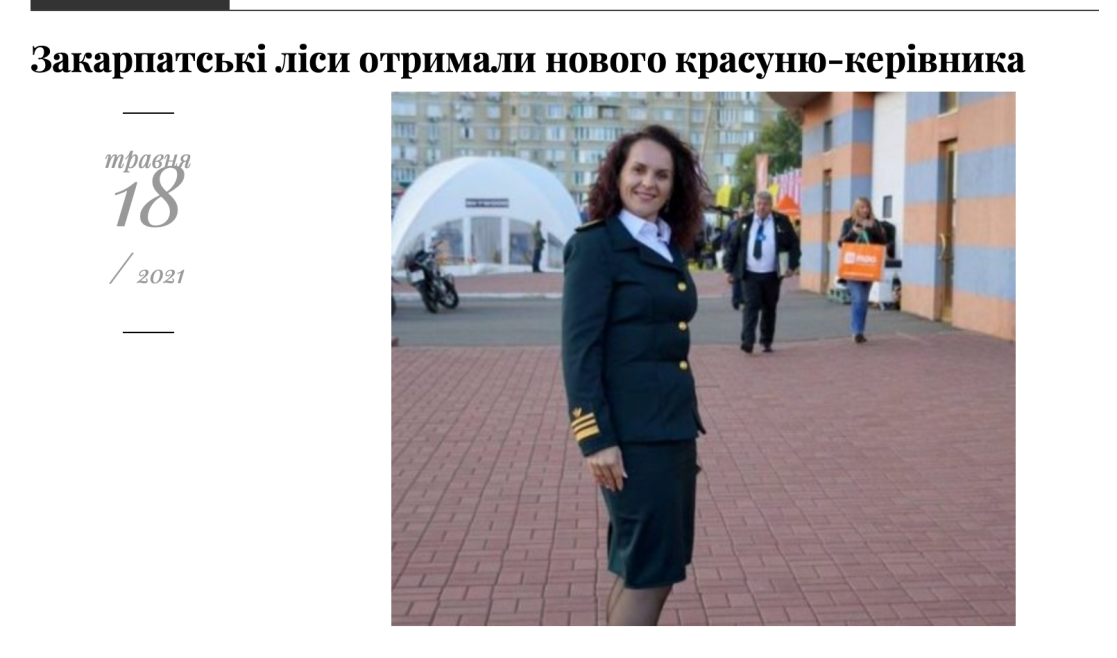 Закарпатські ліси отримали нового красуню-керівника
травня
18
/ 2021